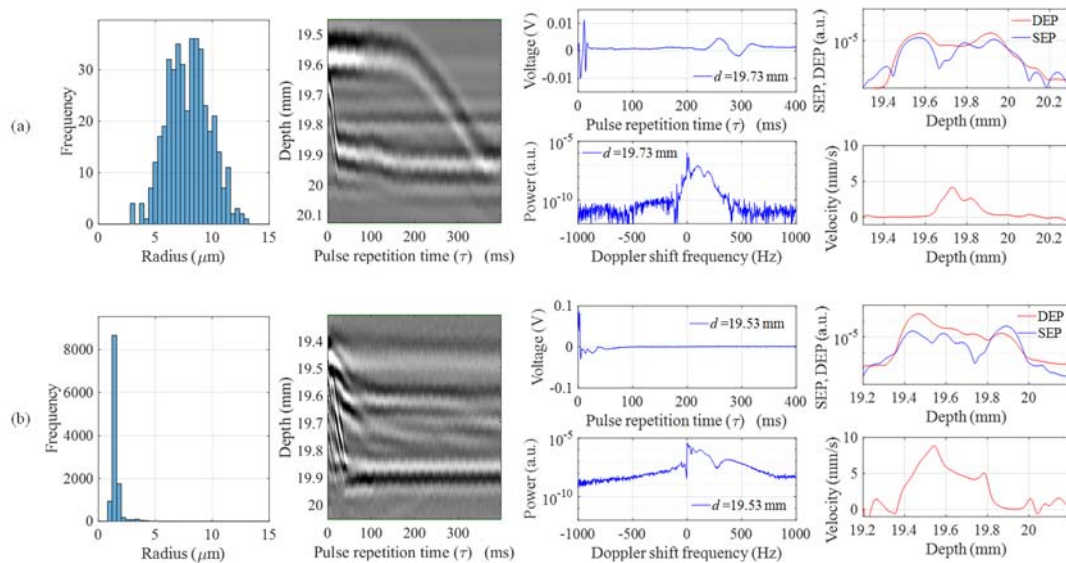 (a)
Frequency
30
20
10
0
0 5 10 15
Radius (μm)
Depth (mm)
19.5
19.6
19.7
19.8
19.9
20
20.1
0 100 200 300
Pulse repetition time (τ) (ms)
Voltage (V)
0.01
0
-0.01
d =19.73 mm
0 200 400 300 400
Pulse repetition time (τ) (ms)
Power (a.u.)
10-5
10-10
d =19.73 mm
-1000 -500 0 500 1000
Doppler shift frequency (Hz)
SEP, DEP (a.u.)
10-5
DEP
SEP
19.4 19.6 19.8 20 20.2
Depth (mm)
Velocity (mm/s)
10
5
0
19.4 19.6 19.8 20 20.2
Depth (mm)
(b)
Frequency
8000
6000
4000
2000
0
0 5 10 15
Radius (μm)
Depth (mm)
19.4
19.5
19.6
19.7
19.8
19.9
20
0 100 200 300
Pulse repetition time (τ) (ms)
Voltage (V)
0.1
0
-0.1
d =19.53 mm
0 200 400 300 400
Pulse repetition time (τ) (ms)
Power (a.u.)
10-5
10-10
d =19.53 mm
-1000 -500 0 500 1000
Doppler shift frequency (Hz)
SEP, DEP (a.u.)
10-5
DEP
SEP
19.2 19.4 19.6 19.8 20
Depth (mm)
Velocity (mm/s)
10
5
0
19.2 19.4 19.6 19.8 20
Depth (mm)